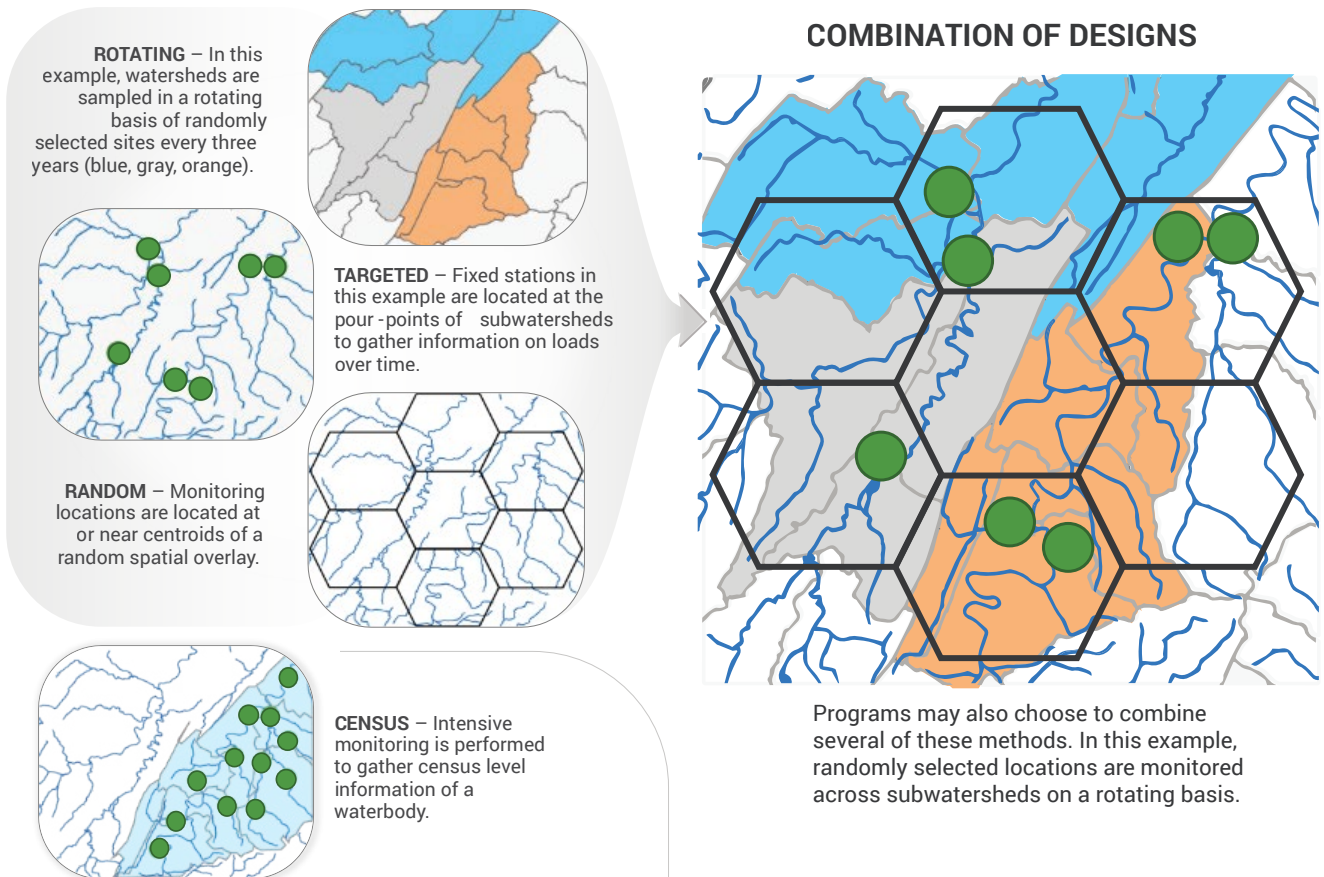 ROTATING – In this
example, watersheds are
sampled in a rotating
basis of randomly
selected sites every three
years (blue, gray, orange).
TARGETED – Fixed stations in
this example are located at the
pour -points of subwatersheds
to gather information on loads
over time.
RANDOM – Monitoring
locations are located at
or near centroids of a
random spatial overlay.
CENSUS – Intensive
monitoring is performed
to gather census level
information of a
waterbody.
COMBINATION OF DESIGNS
Programs may also choose to combine
several of these methods. In this example,
randomly selected locations are monitored
across subwatersheds on a rotating basis.